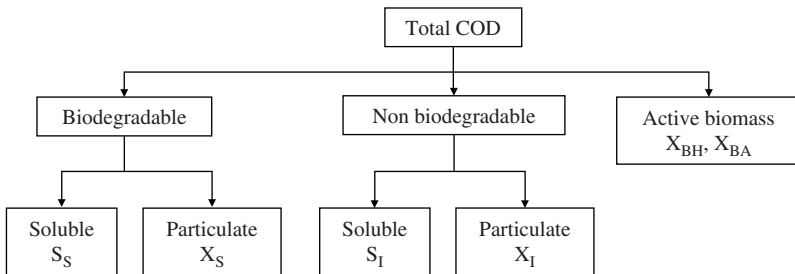 Total COD
Biodegradable
Non biodegradable
Active biomass
X_BH, X_BA
Soluble
S_S
Particulate
X_S
Soluble
S_I
Particulate
X_I